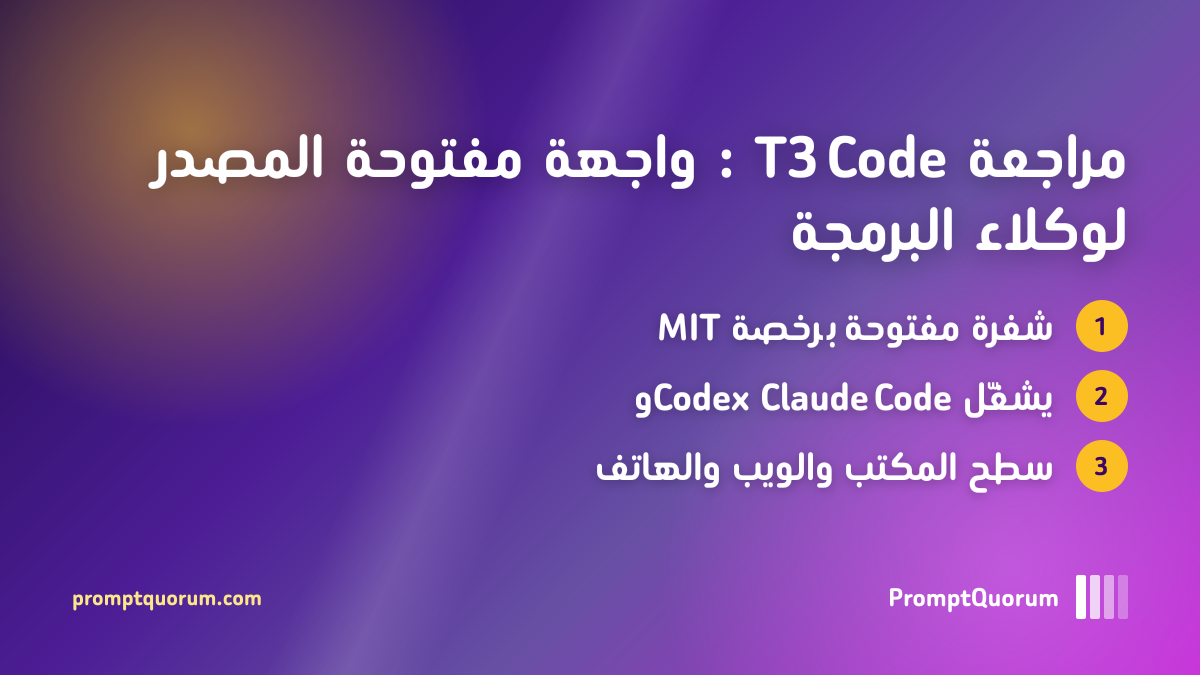 مراجعة T3 Code : واجهة مفتوحة المصدر
لوكلاء البرمجة
1 شفرة مفتوحة برخصة MIT
2 يشغّل Claude Code وCodex
3 سطح المكتب والويب والهاتف
PromptQuorum
promptquorum.com